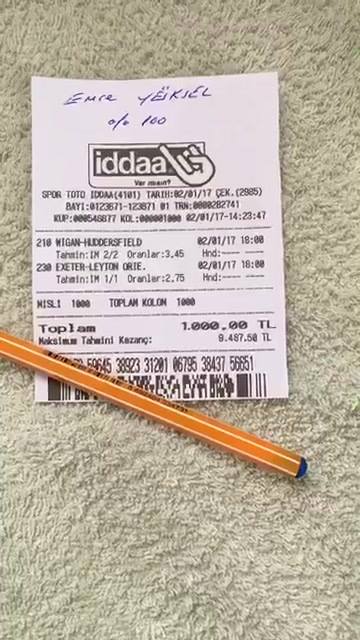 Emre YÜKSEL
% 100
iddaa
Var mısın?
SPOR TOTO IDDAA(4101) TARIH:02/01/17 ÇEK.(2985)
BAYI:0123671-123671 01 TRN:0000282741
KUP:000546877 KOL:000001000 02/01/17-14:23:47
210 WIGAN-HUDDERSFIELD 02/01/17 18:00
Tahmin:IM 2/2 Oranlar:3,45 Hnd:--- ---
230 EXETER-LEYTON ORIE. 02/01/17 18:00
Tahmin:IM 1/1 Oranlar:2,75 Hnd:--- ---
MISLI 1000 TOPLAM KOLON 1000
Toplam 1.000,00 TL
Maksimum Tahmini Kazanç: 9.487,50 TL
59645 38923 31201 06795 38437 56651